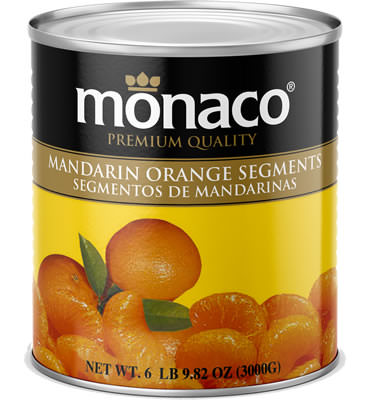 monaco®
PREMIUM QUALITY
MANDARIN ORANGE SEGMENTS
SEGMENTOS DE MANDARINAS
NET WT. 6 LB 9.82 OZ (3000G)